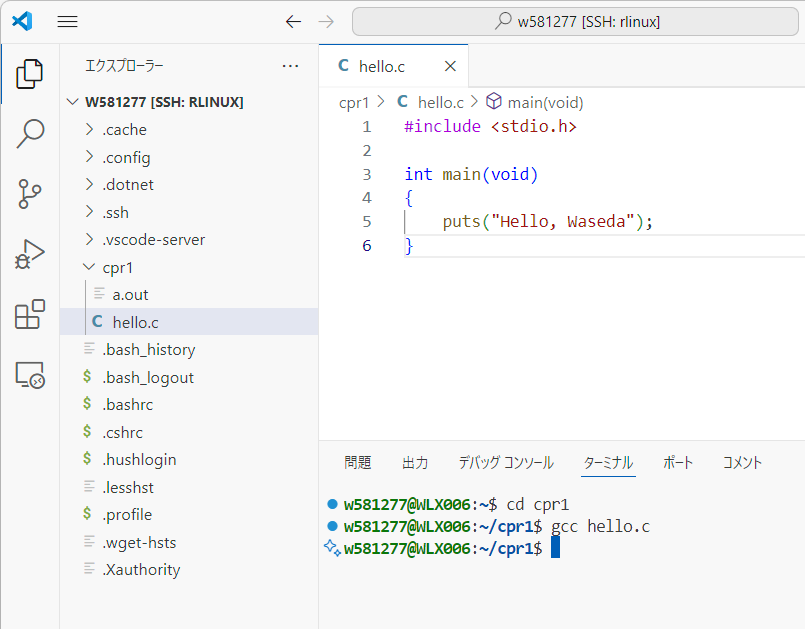 w581277 [SSH: rlinux]
エクスプローラー
W581277 [SSH: RLINUX]
.cache
.config
.dotnet
.ssh
.vscode-server
cpr1
a.out
C hello.c
.bash_history
$ .bash_logout
$ .bashrc
$ .cshrc
$ .hushlogin
.lesshst
$ .profile
.wget-hsts
.Xauthority
C hello.c
cpr1 > C hello.c > main(void)
1 #include <stdio.h>
2
3 int main(void)
4 {
5     puts("Hello, Waseda");
6 }
問題 出力 デバッグ コンソール ターミナル ポート コメント
w581277@WLX006:~$ cd cpr1
w581277@WLX006:~/cpr1$ gcc hello.c
w581277@WLX006:~/cpr1$